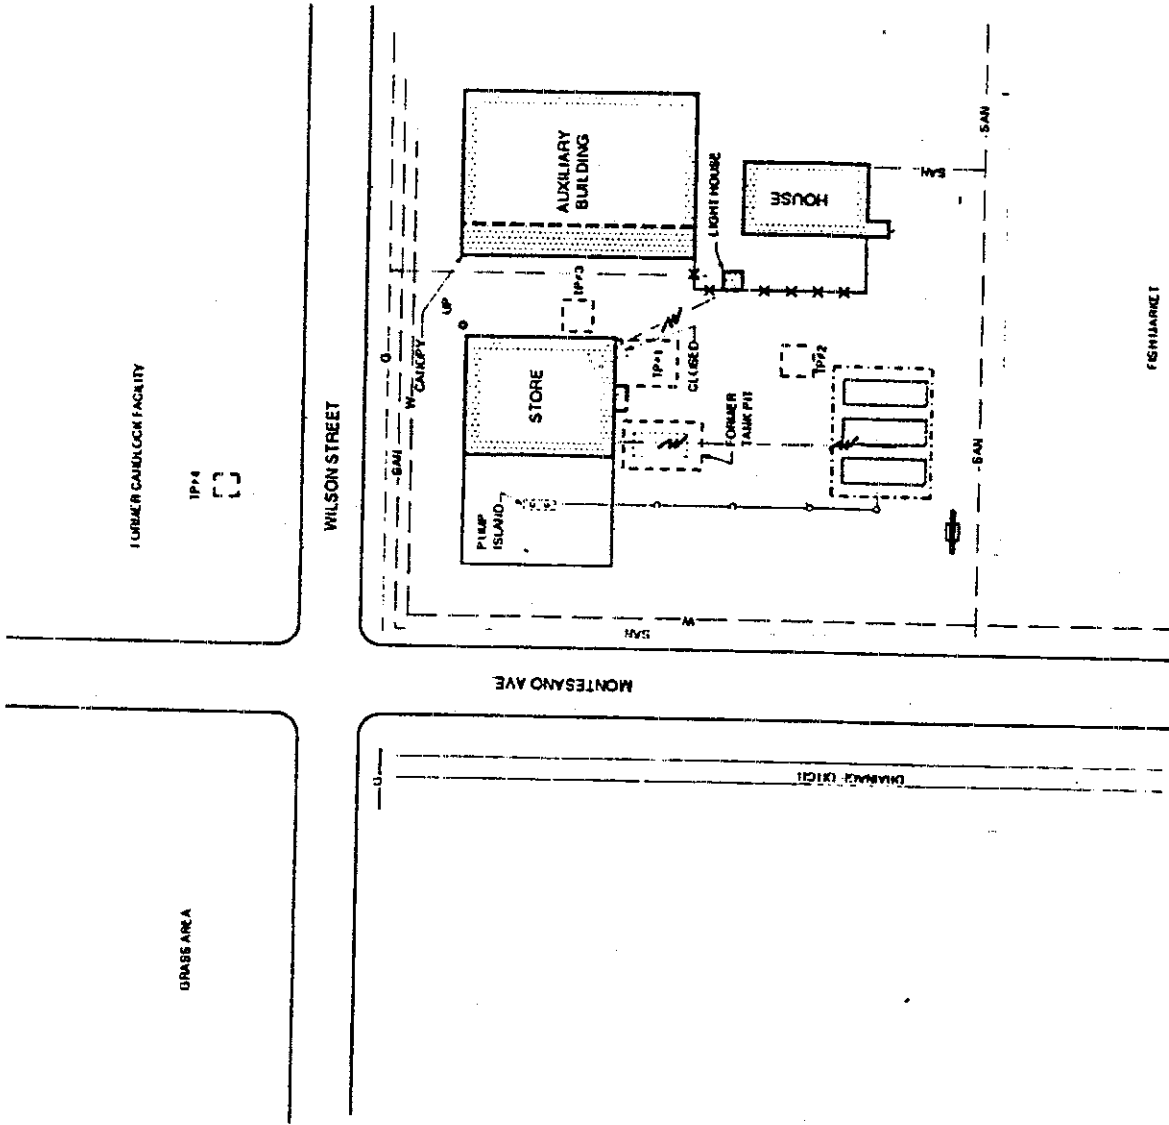 FORMER CARDLOCK FACILITY
TP#4
WILSON STREET
GRASS AREA
MONTESANO AVE
DRAINAGE DITCH
G
SAN
W
CANOPY
UP
G
AUXILIARY
BUILDING
TP#3
STORE
PUMP
ISLAND
TP#1
CLOSED
FORMER
TANK PIT
LIGHT HOUSE
HOUSE
TP#2
SAN
W
SAN
SAN
SAN
FISH MARKET